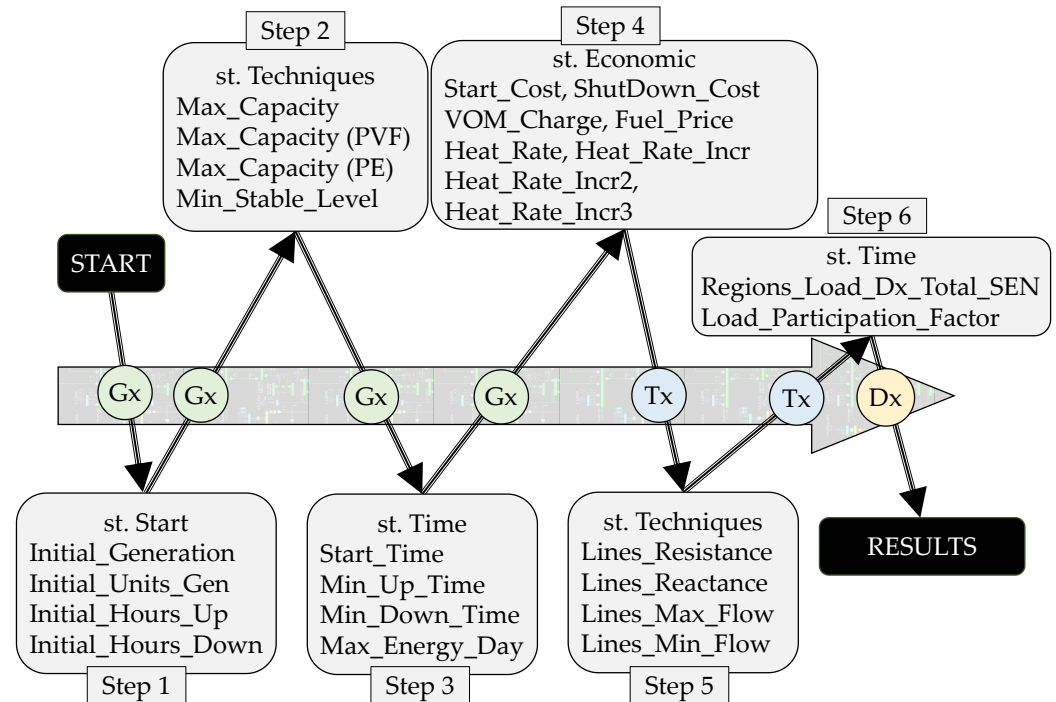 Step 2
st. Techniques
Max_Capacity
Max_Capacity (PVF)
Max_Capacity (PE)
Min_Stable_Level
Step 4
st. Economic
Start_Cost, ShutDown_Cost
VOM_Charge, Fuel_Price
Heat_Rate, Heat_Rate_Incr
Heat_Rate_Incr2,
Heat_Rate_Incr3
Step 6
st. Time
Regions_Load_Dx_Total_SEN
Load_Participation_Factor
START
Gx
Gx
Gx
Gx
Tx
Tx
Dx
st. Start
Initial_Generation
Initial_Units_Gen
Initial_Hours_Up
Initial_Hours_Down
Step 1
st. Time
Start_Time
Min_Up_Time
Min_Down_Time
Max_Energy_Day
Step 3
st. Techniques
Lines_Resistance
Lines_Reactance
Lines_Max_Flow
Lines_Min_Flow
Step 5
RESULTS